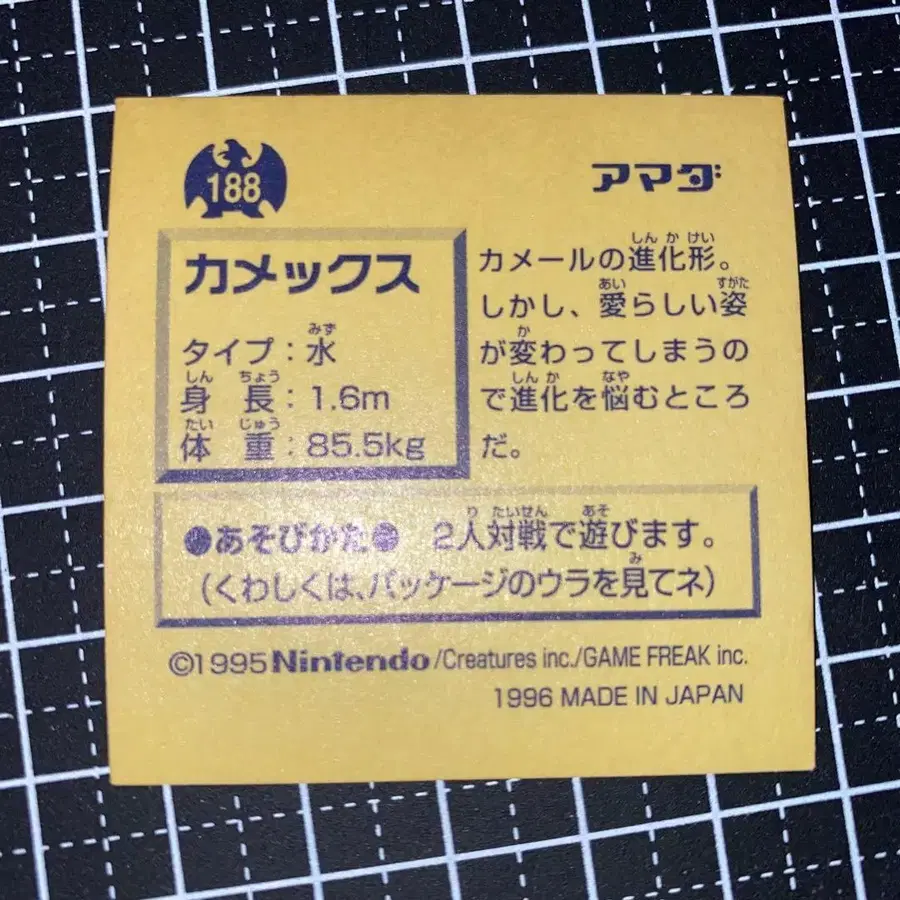 188
アマダ
カメックス
タイプ：水
身長：1.6m
体重：85.5kg
カメールの進化形。
しかし、愛らしい姿
が変わってしまうの
で進化を悩むところ
だ。
●あそびかた● 2人対戦で遊びます。
(くわしくは、パッケージのウラを見てネ)
©1995 Nintendo/Creatures inc./GAME FREAK inc.
1996 MADE IN JAPAN